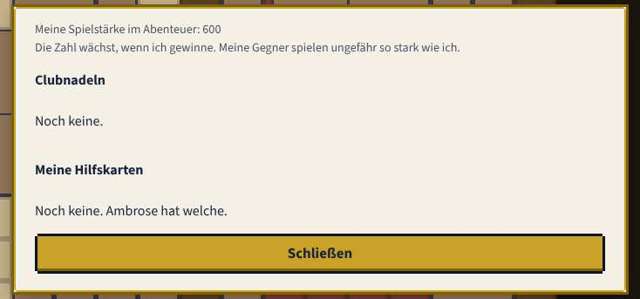 Meine Spielstärke im Abenteuer: 600
Die Zahl wächst, wenn ich gewinne. Meine Gegner spielen ungefähr so stark wie ich.
Clubnadeln
Noch keine.
Meine Hilfskarten
Noch keine. Ambrose hat welche.
Schließen